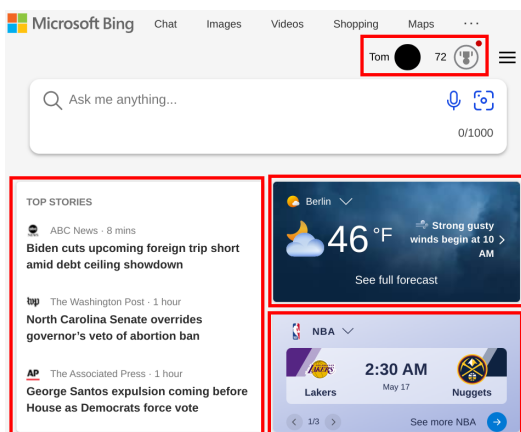 Microsoft Bing Chat Images Videos Shopping Maps ...
Tom 72
Ask me anything...
0/1000
TOP STORIES
ABC News · 8 mins
Biden cuts upcoming foreign trip short
amid debt ceiling showdown
wp The Washington Post · 1 hour
North Carolina Senate overrides
governor’s veto of abortion ban
AP The Associated Press · 1 hour
George Santos expulsion coming before
House as Democrats force vote
Berlin
46 °F
Strong gusty
winds begin at 10
AM
See full forecast
NBA
LAKERS
2:30 AM
May 17
Lakers
Nuggets
1/3
See more NBA